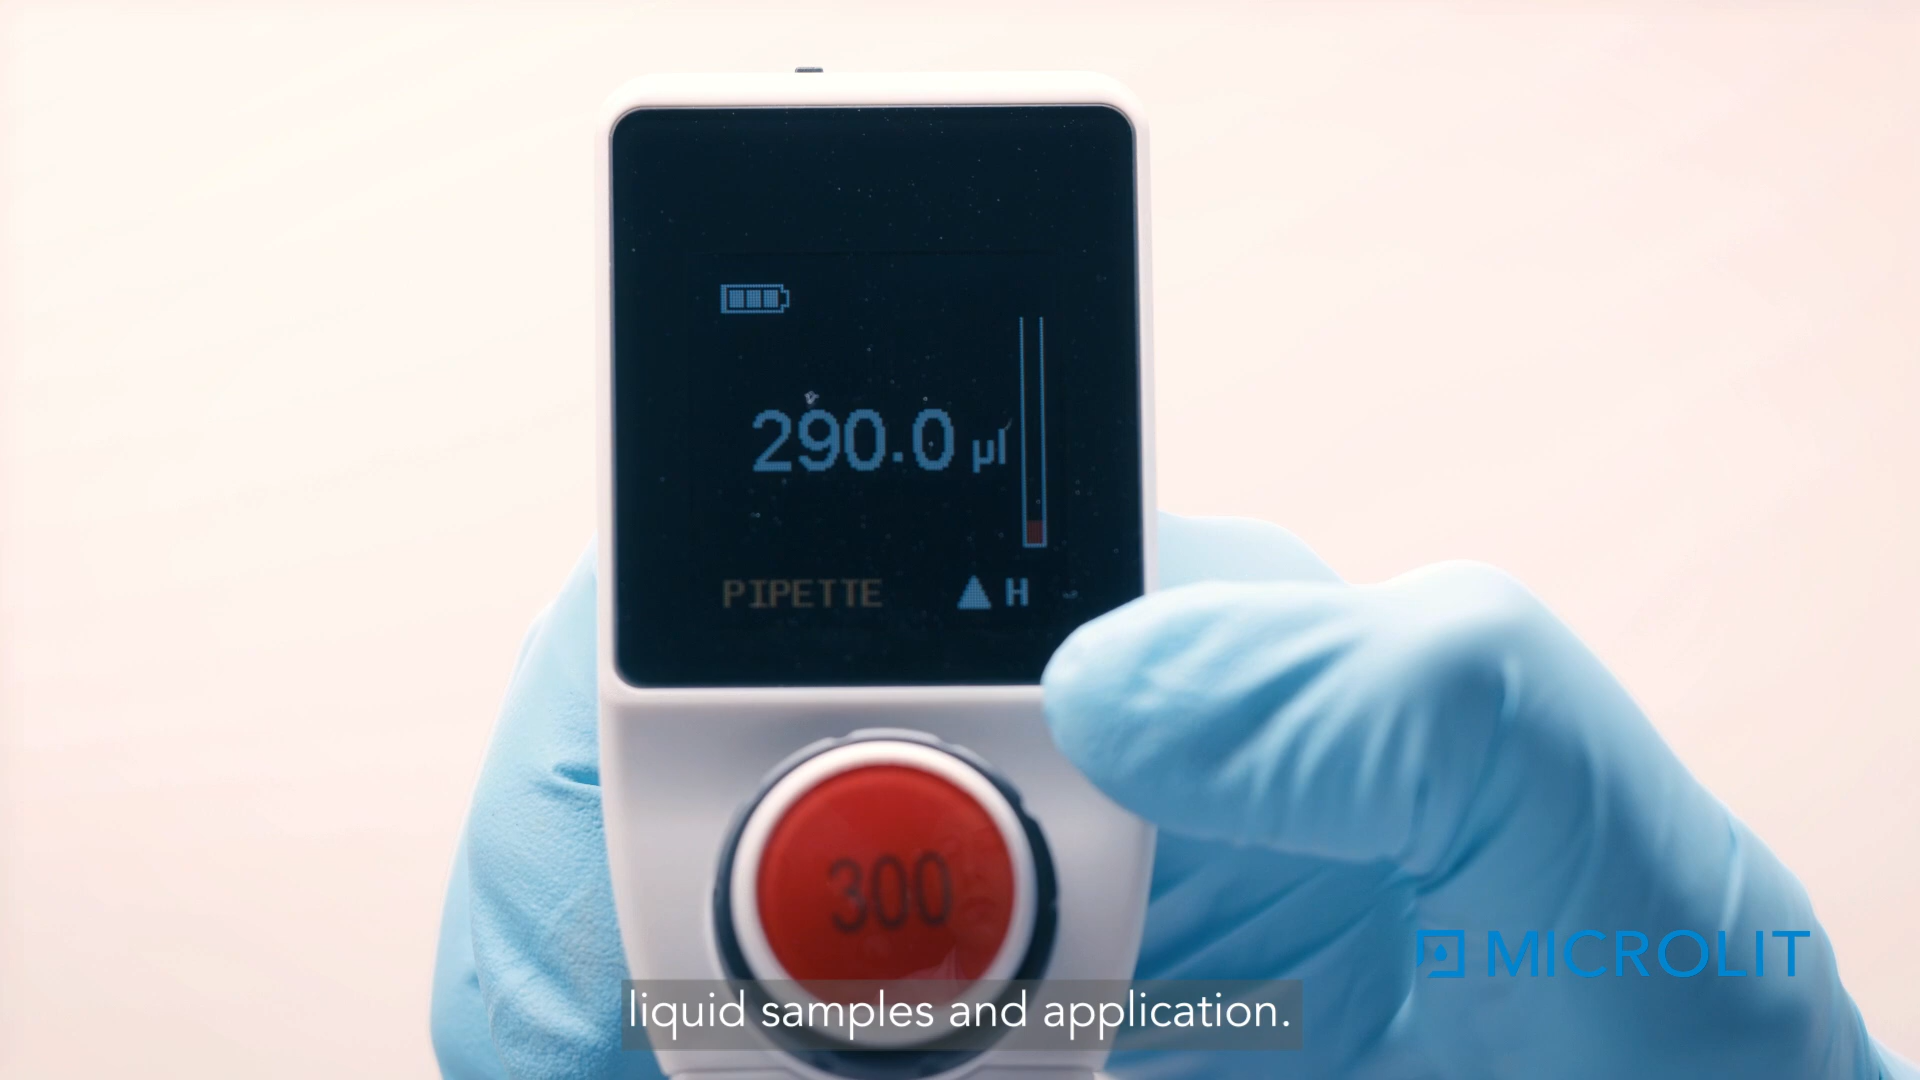 290.0 µl
PIPETTE ▲ H
300
MICROLIT
liquid samples and application.